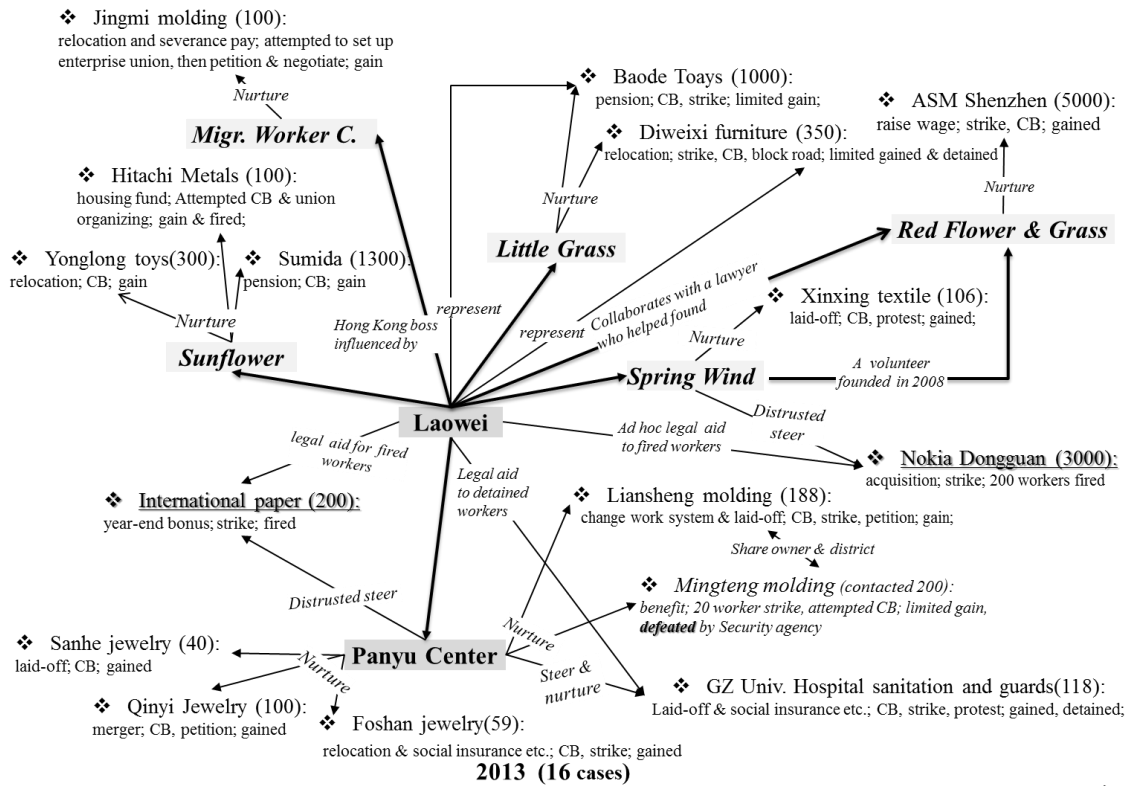 ❖ Jingmi molding (100):
relocation and severance pay; attempted to set up
enterprise union, then petition & negotiate; gain
Nurture
Migr. Worker C.
❖ Baode Toays (1000):
pension; CB, strike; limited gain;
❖ ASM Shenzhen (5000):
raise wage; strike, CB; gained
❖ Diweixi furniture (350):
relocation; strike, CB, block road; limited gained & detained
Nurture
Nurture
❖ Hitachi Metals (100):
housing fund; Attempted CB & union
organizing; gain & fired;
Little Grass
Red Flower & Grass
❖ Yonglong toys(300):
relocation; CB; gain
❖ Sumida (1300)
pension; CB; gain
Nurture
Sunflower
Hong Kong boss
influenced by
represent
represent
Collaborates with a lawyer
who helped found
❖ Xinxing textile (106):
laid-off; CB, protest; gained;
Nurture
Spring Wind
A volunteer
founded in 2008
Laowei
legal aid for fired
workers
Legal aid
to detained
workers
Ad hoc legal aid
to fired workers
Distrusted
steer
❖ Nokia Dongguan (3000):
acquisition; strike; 200 workers fired
❖ International paper (200):
year-end bonus; strike; fired
❖ Liansheng molding (188):
change work system & laid-off; CB, strike, petition; gain;
Share owner & district
❖ Mingteng molding (contacted 200):
benefit; 20 worker strike, attempted CB; limited gain,
defeated by Security agency
Distrusted steer
Nurture
Panyu Center
Steer &
nurture
❖ Sanhe jewelry (40):
laid-off; CB; gained
Nurture
❖ Qinyi Jewelry (100):
merger; CB, petition; gained
❖ Foshan jewelry(59):
relocation & social insurance etc.; CB, strike; gained
❖ GZ Univ. Hospital sanitation and guards(118):
Laid-off & social insurance etc.; CB, strike, protest; gained, detained;
2013 (16 cases)